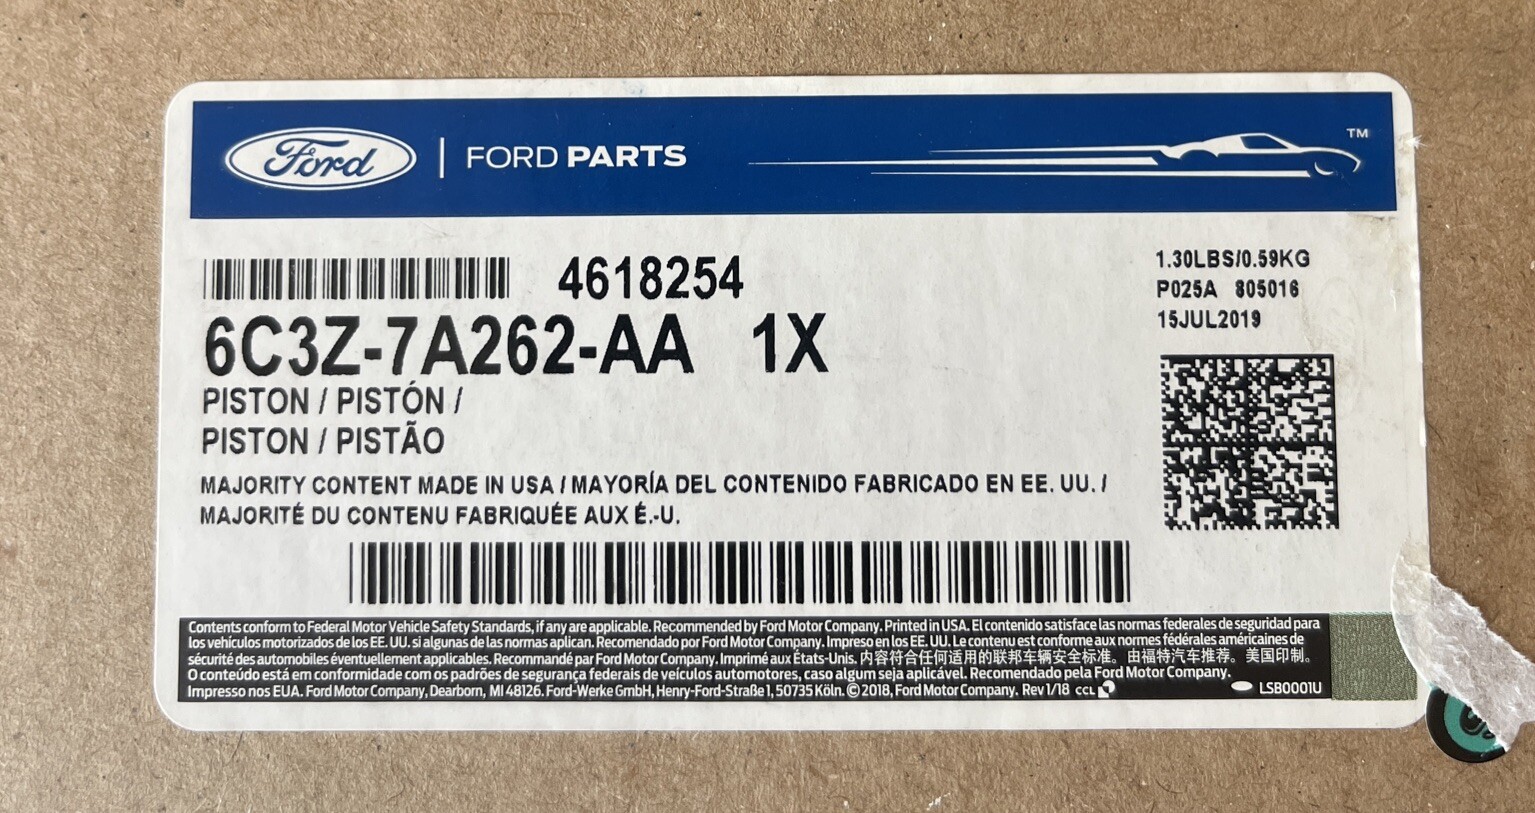 Ford | FORD PARTS
TM
4618254
6C3Z-7A262-AA 1X
PISTON / PISTÓN /
PISTON / PISTÃO
1.30LBS/0.59KG
P025A 805016
15JUL2019
MAJORITY CONTENT MADE IN USA / MAYORÍA DEL CONTENIDO FABRICADO EN EE. UU. /
MAJORITÉ DU CONTENU FABRIQUÉE AUX É.-U.
Contents conform to Federal Motor Vehicle Safety Standards, if any are applicable. Recommended by Ford Motor Company. Printed in USA. El contenido satisface las normas federales de seguridad para
los vehículos motorizados de los EE. UU. si algunas de las normas aplican. Recomendado por Ford Motor Company. Impreso en los EE. UU. Le contenu est conforme aux normes fédérales américaines de
sécurité des automobiles éventuellement applicables. Recommandé par Ford Motor Company. Imprimé aux États-Unis. 内容符合任何适用的联邦车辆安全标准。由福特汽车推荐。美国印制。
O conteúdo está em conformidade com os padrões de segurança federais de veículos automotores, caso algum seja aplicável. Recomendado pela Ford Motor Company.
Impresso nos EUA. Ford Motor Company, Dearborn, MI 48126. Ford-Werke GmbH, Henry-Ford-Straße 1, 50735 Köln. © 2018, Ford Motor Company. Rev 1/18 CCL LSB0001U